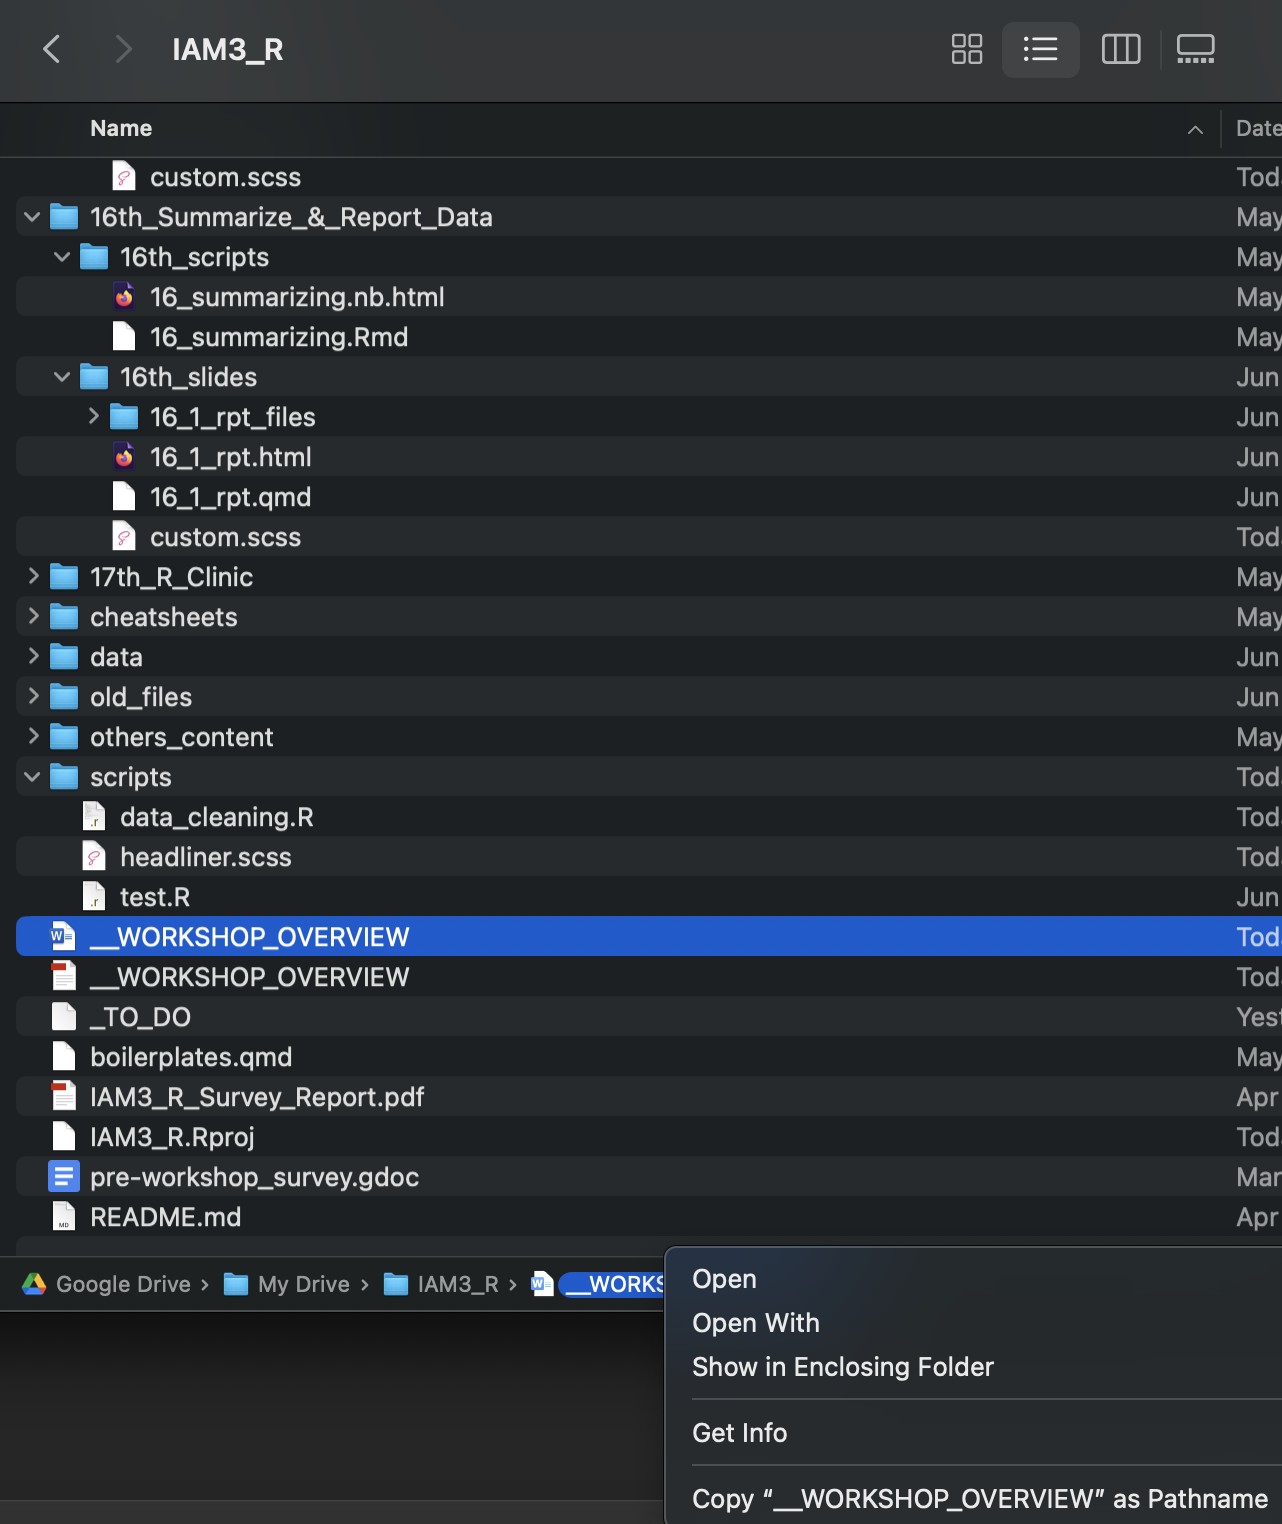 IAM3_R
Name Date
custom.scss Tod
16th_Summarize_&_Report_Data May
16th_scripts May
16_summarizing.nb.html May
16_summarizing.Rmd May
16th_slides Jun
16_1_rpt_files Jun
16_1_rpt.html Jun
16_1_rpt.qmd Jun
custom.scss Tod
17th_R_Clinic May
cheatsheets May
data Jun
old_files Jun
others_content May
scripts Tod
data_cleaning.R Tod
headliner.scss Tod
test.R Jun
__WORKSHOP_OVERVIEW Tod
__WORKSHOP_OVERVIEW Tod
_TO_DO Yest
boilerplates.qmd May
IAM3_R_Survey_Report.pdf Apr
IAM3_R.Rproj Tod
pre-workshop_survey.gdoc Mar
README.md Apr
Google Drive › My Drive › IAM3_R › __WORKS
Open
Open With
Show in Enclosing Folder
Get Info
Copy “__WORKSHOP_OVERVIEW” as Pathname